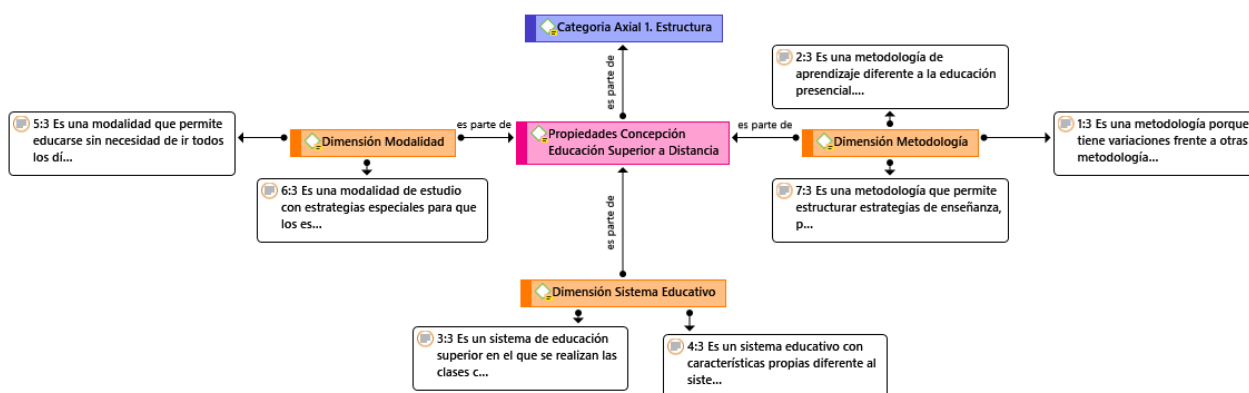 Categoria Axial 1. Estructura
es parte de
2:3 Es una metodología de
aprendizaje diferente a la educación
presencial....
5:3 Es una modalidad que permite
educarse sin necesidad de ir todos
los dí...
Dimensión Modalidad
es parte de
Propiedades Concepción
Educación Superior a Distancia
es parte de
Dimensión Metodología
1:3 Es una metodología porque
tiene variaciones frente a otras
metodología...
6:3 Es una modalidad de estudio
con estrategias especiales para que
los es...
7:3 Es una metodología que permite
estructurar estrategias de enseñanza,
p...
es parte de
Dimensión Sistema Educativo
3:3 Es un sistema de educación
superior en el que se realizan las
clases c...
4:3 Es un sistema educativo con
características propias diferente al
siste...